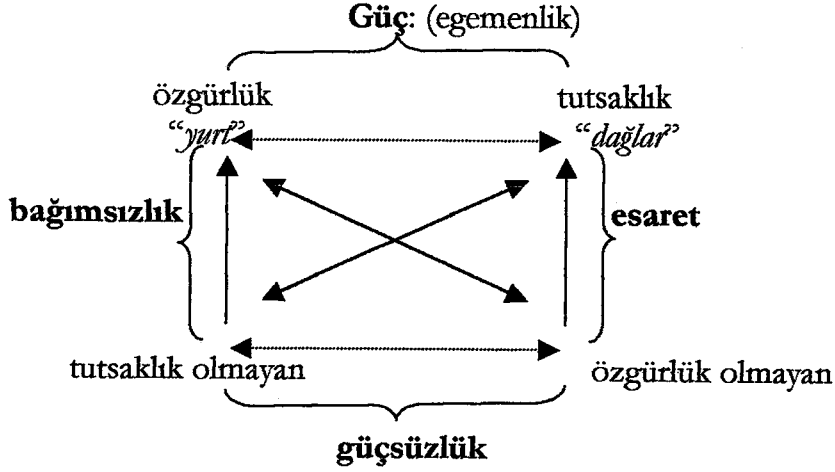 Güç: (egemenlik)
özgürlük
tutsaklık
“yurt”
“dağlar”
bağımsızlık
esaret
tutsaklık olmayan
özgürlük olmayan
güçsüzlük